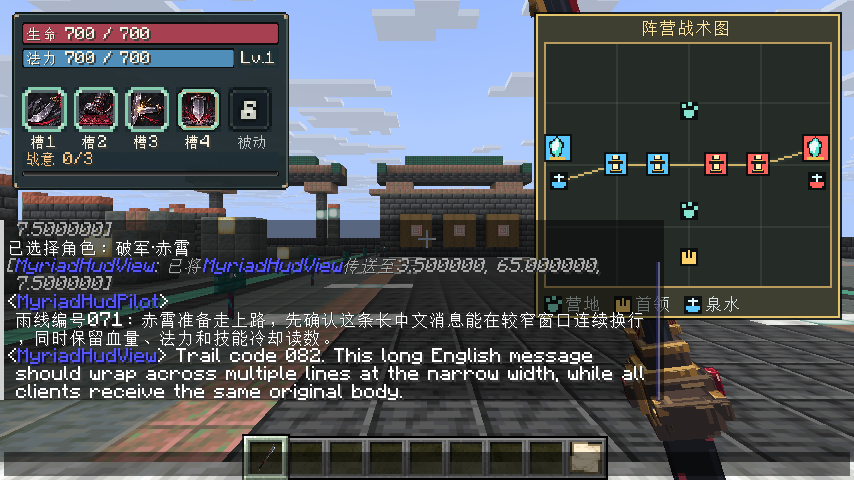 生命 700 / 700
法力 700 / 700 Lv.1
槽1 槽2 槽3 槽4 被动
战意 0/3
阵营战术图
营地 首领 泉水
7.500000]
已选择角色：破军·赤霄
[MyriadHudView: 已将MyriadHudView传送至3.500000, 65.000000,
7.500000]
<MyriadHudPilot>
雨线编号071：赤霄准备走上路，先确认这条长中文消息能在较窄窗口连续换行
，同时保留血量、法力和技能冷却读数。
<MyriadHudView> Trail code 082. This long English message
should wrap across multiple lines at the narrow width, while all
clients receive the same original body.